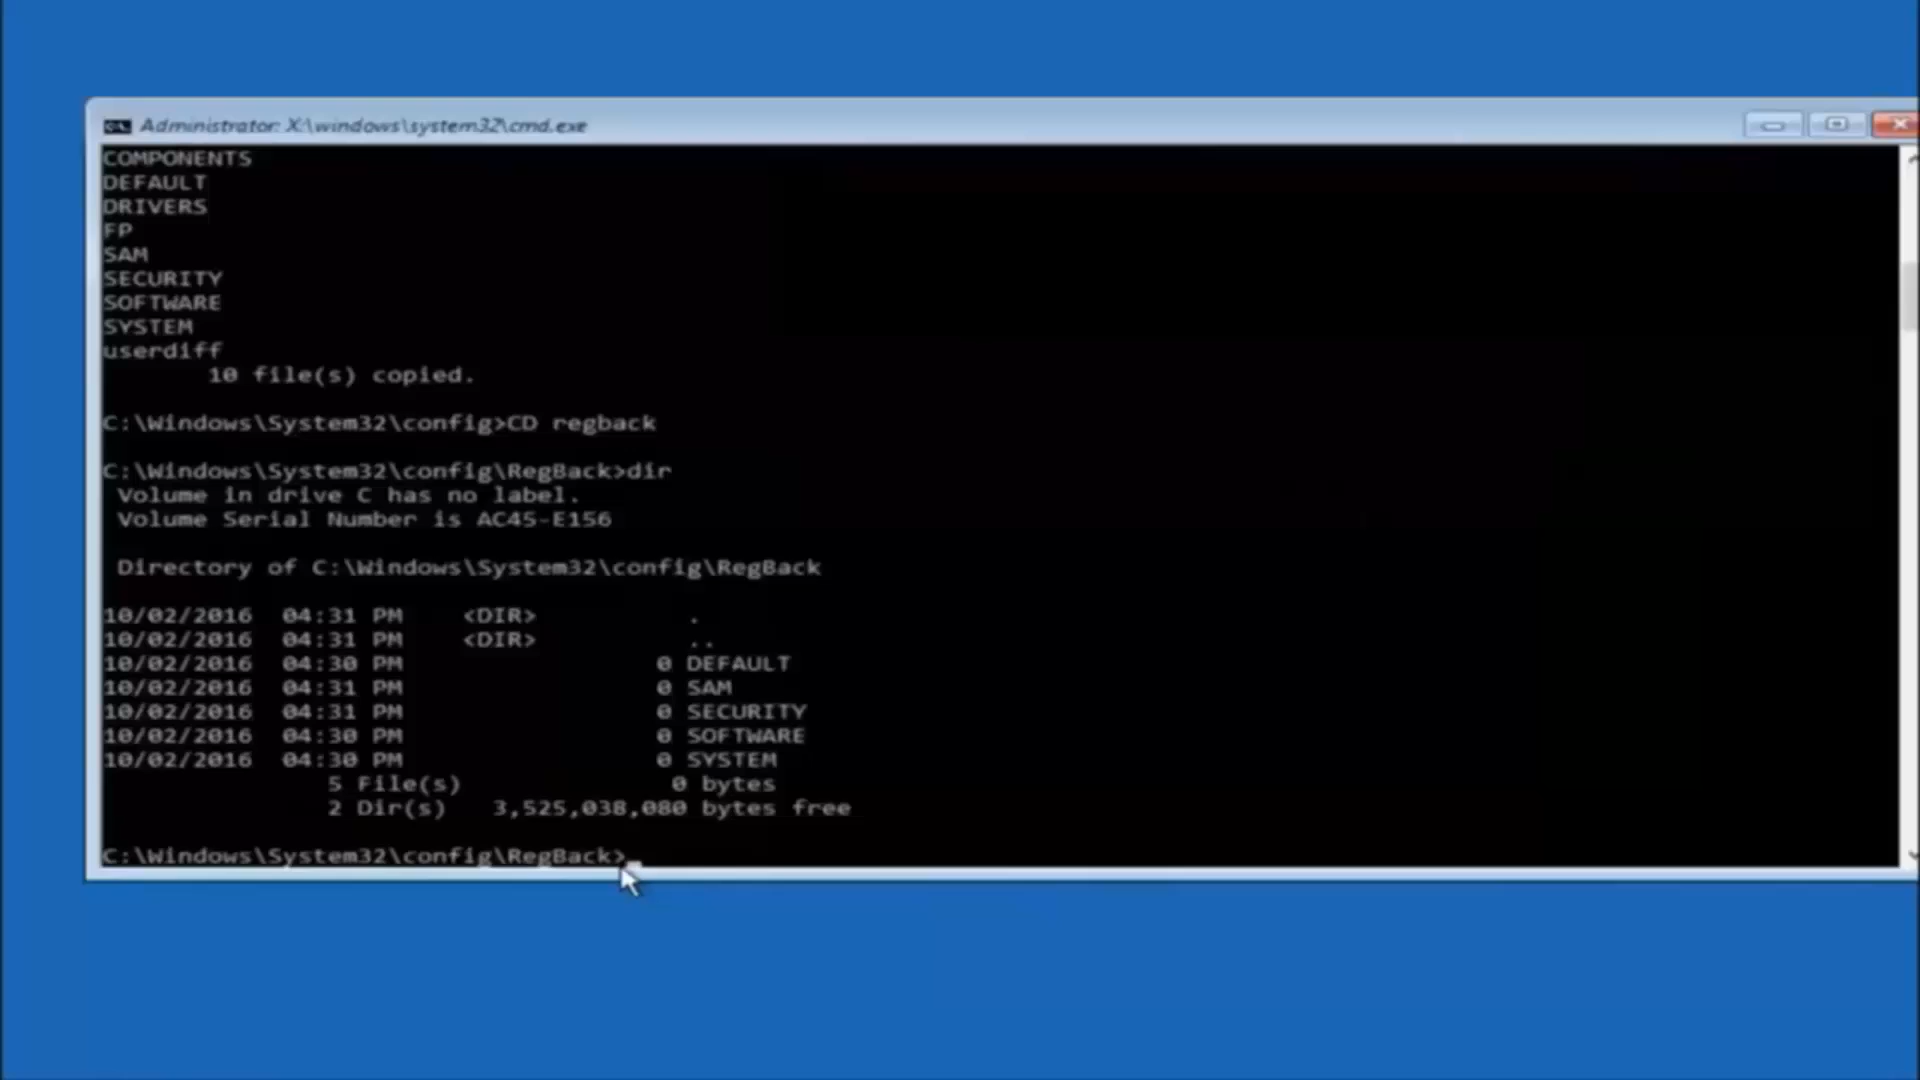 Administrator: X:\windows\system32\cmd.exe
COMPONENTS
DEFAULT
DRIVERS
FP
SAM
SECURITY
SOFTWARE
SYSTEM
userdiff
10 file(s) copied.
C:\Windows\System32\config>CD regback
C:\Windows\System32\config\RegBack>dir
Volume in drive C has no label.
Volume Serial Number is AC45-E156
Directory of C:\Windows\System32\config\RegBack
10/02/2016 04:31 PM <DIR> .
10/02/2016 04:31 PM <DIR> ..
10/02/2016 04:30 PM 0 DEFAULT
10/02/2016 04:31 PM 0 SAM
10/02/2016 04:31 PM 0 SECURITY
10/02/2016 04:30 PM 0 SOFTWARE
10/02/2016 04:30 PM 0 SYSTEM
5 File(s) 0 bytes
2 Dir(s) 3,525,038,080 bytes free
C:\Windows\System32\config\RegBack>